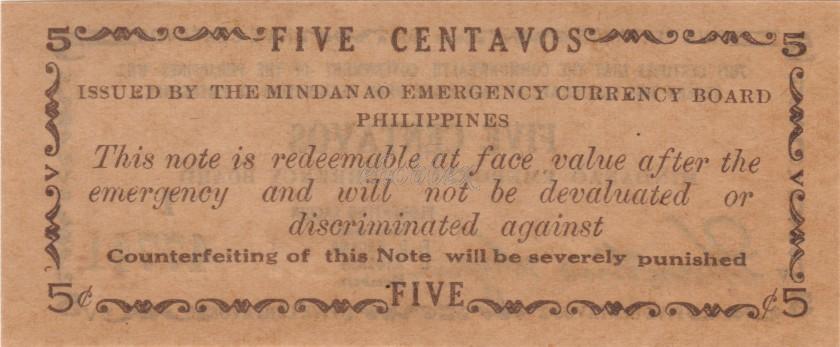 5 FIVE CENTAVOS 5
ISSUED BY THE MINDANAO EMERGENCY CURRENCY BOARD
PHILIPPINES
This note is redeemable at face value after the
V emergency and will not be devaluated or V
discriminated against
Counterfeiting of this Note will be severely punished
5¢ FIVE ¢5